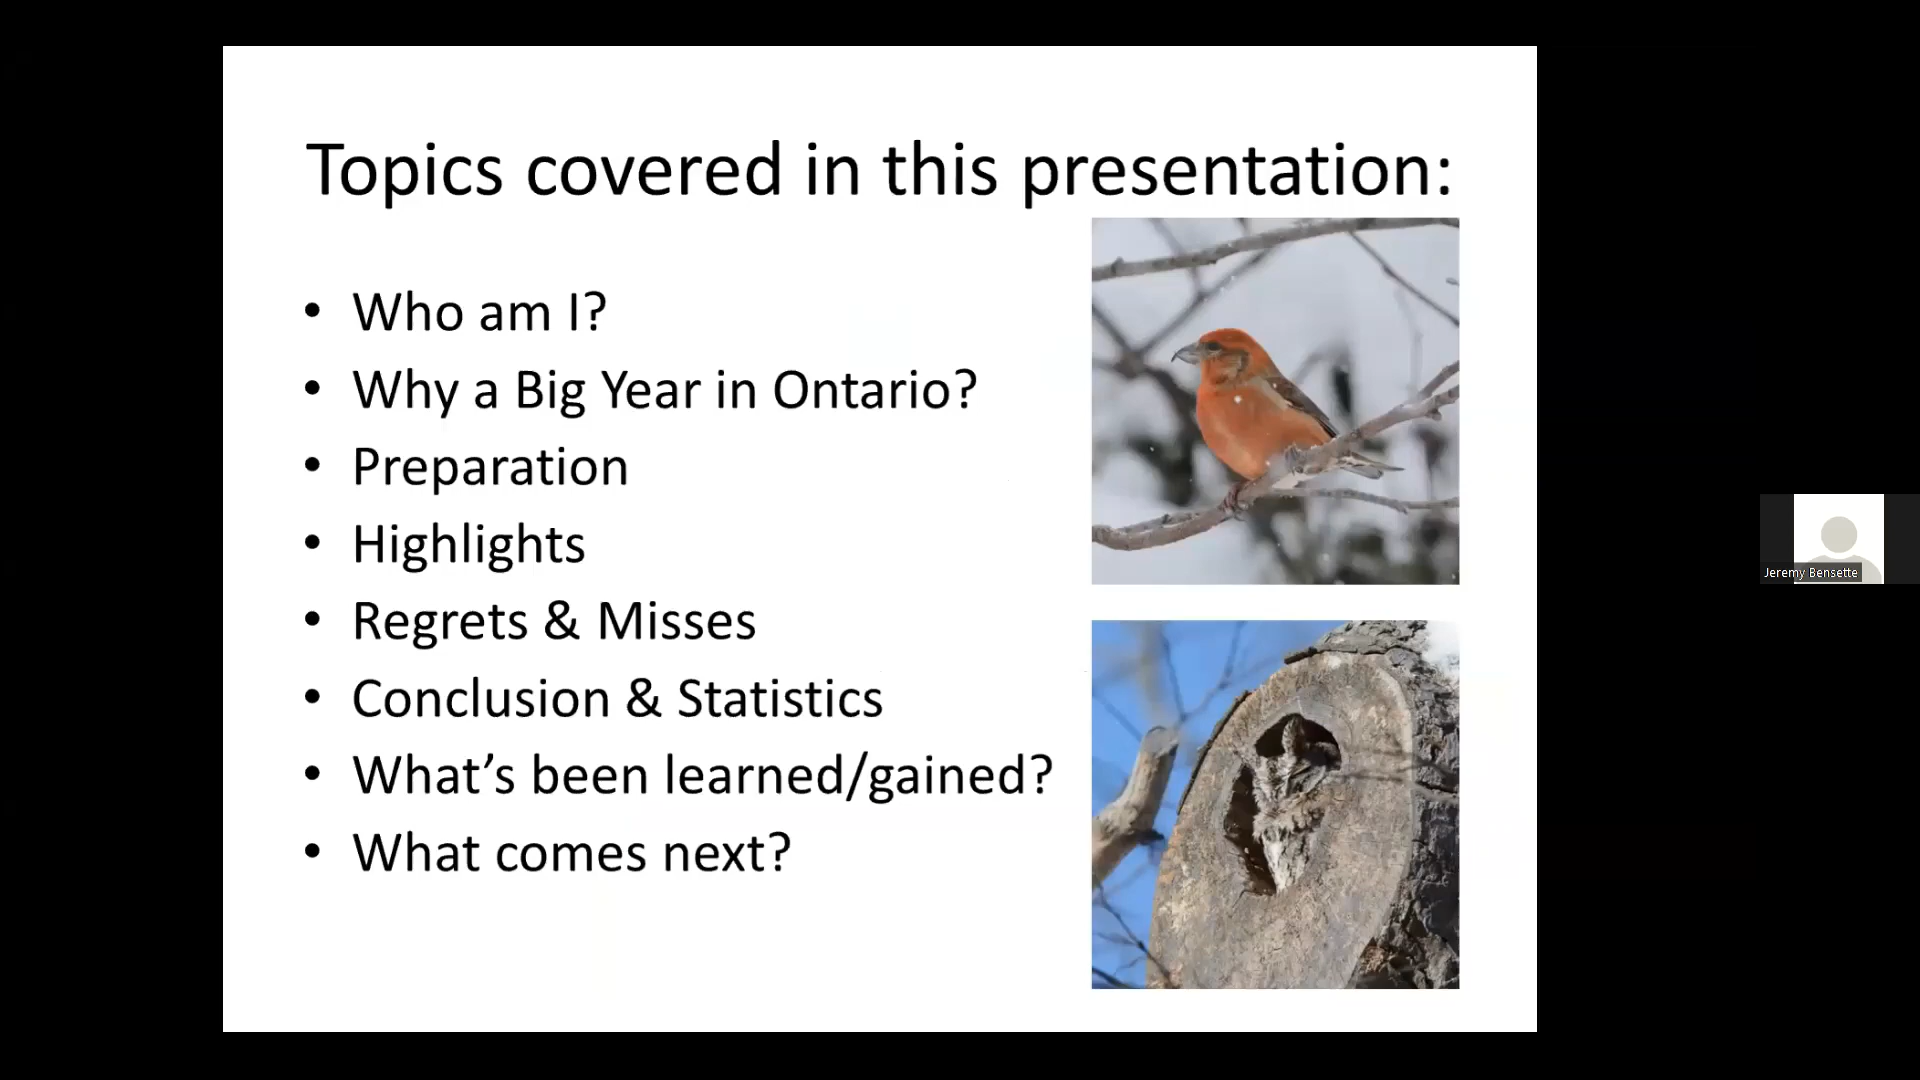 Topics covered in this presentation:
• Who am I?
• Why a Big Year in Ontario?
• Preparation
• Highlights
• Regrets & Misses
• Conclusion & Statistics
• What’s been learned/gained?
• What comes next?
Jeremy Bensette